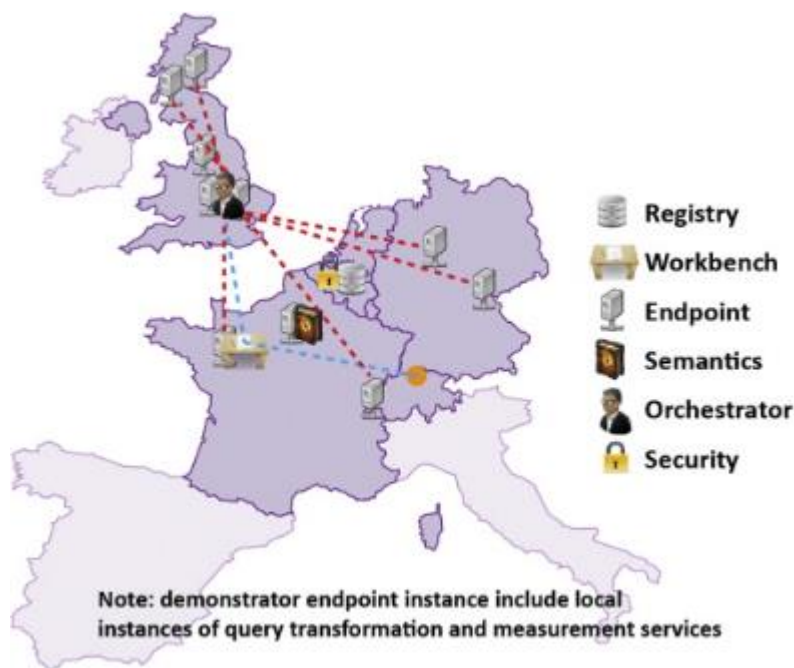 Registry
Workbench
Endpoint
Semantics
Orchestrator
Security
Note: demonstrator endpoint instance include local
instances of query transformation and measurement services